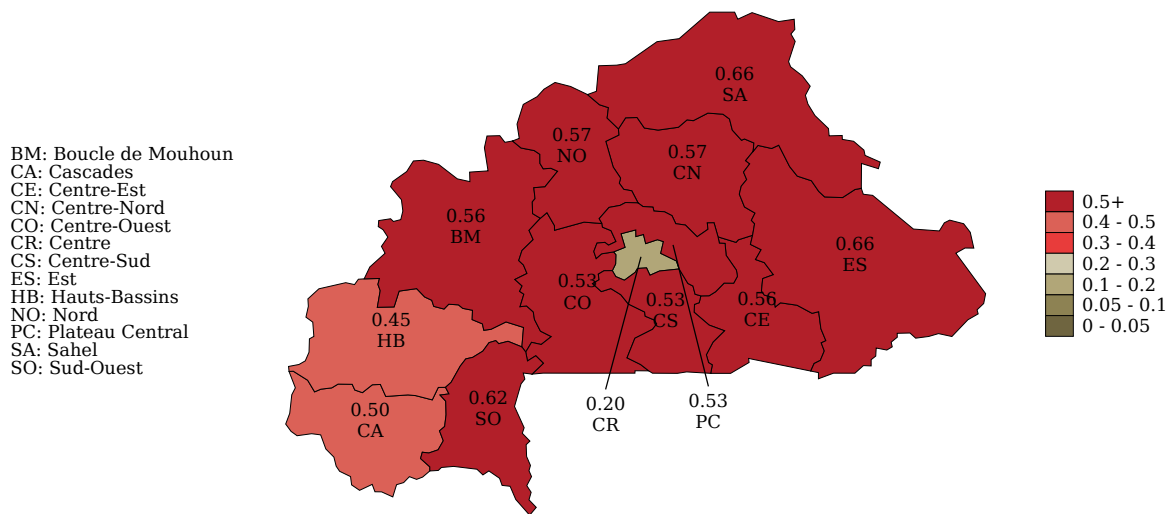 BM: Boucle de Mouhoun
CA: Cascades
CE: Centre-Est
CN: Centre-Nord
CO: Centre-Ouest
CR: Centre
CS: Centre-Sud
ES: Est
HB: Hauts-Bassins
NO: Nord
PC: Plateau Central
SA: Sahel
SO: Sud-Ouest
0.66
SA
0.57
NO
0.57
CN
0.56
BM
0.66
ES
0.53
CO
0.53
CS
0.56
CE
0.45
HB
0.50
CA
0.62
SO
0.20
CR
0.53
PC
0.5+
0.4 - 0.5
0.3 - 0.4
0.2 - 0.3
0.1 - 0.2
0.05 - 0.1
0 - 0.05